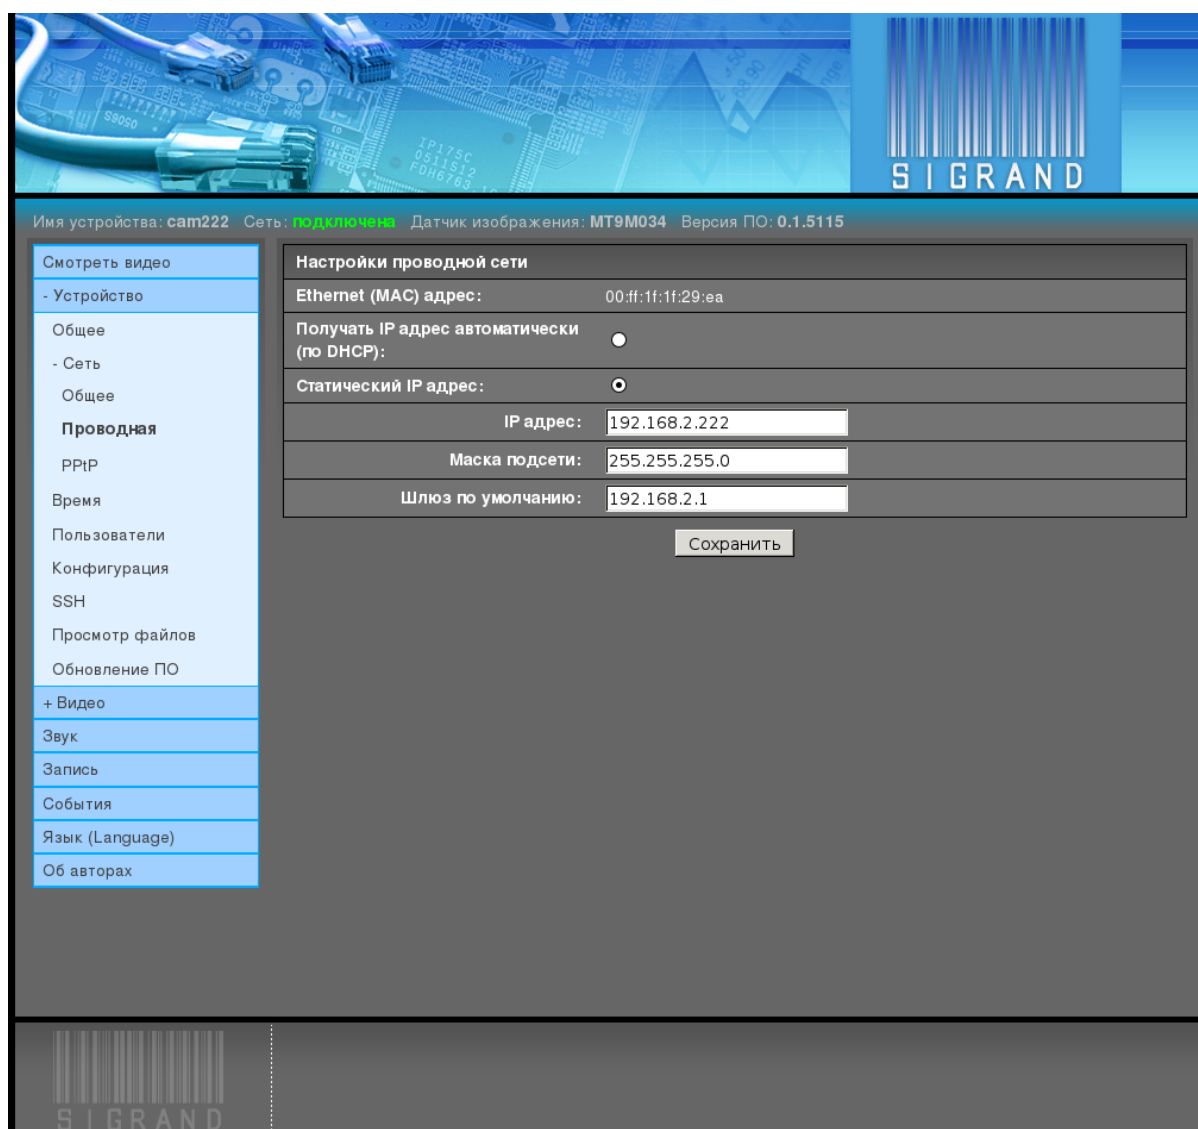 S9050
IP175C
0511S12
FDH6763
SIGRAND
Имя устройства: cam222 Сеть: подключена Датчик изображения: MT9M034 Версия ПО: 0.1.5115
Смотреть видео
- Устройство
Общее
- Сеть
Общее
Проводная
PPtP
Время
Пользователи
Конфигурация
SSH
Просмотр файлов
Обновление ПО
+ Видео
Звук
Запись
События
Язык (Language)
Об авторах
Настройки проводной сети
Ethernet (MAC) адрес: 00:ff:1f:1f:29:ea
Получать IP адрес автоматически
(по DHCP):
Статический IP адрес:
IP адрес: 192.168.2.222
Маска подсети: 255.255.255.0
Шлюз по умолчанию: 192.168.2.1
Сохранить
SIGRAND